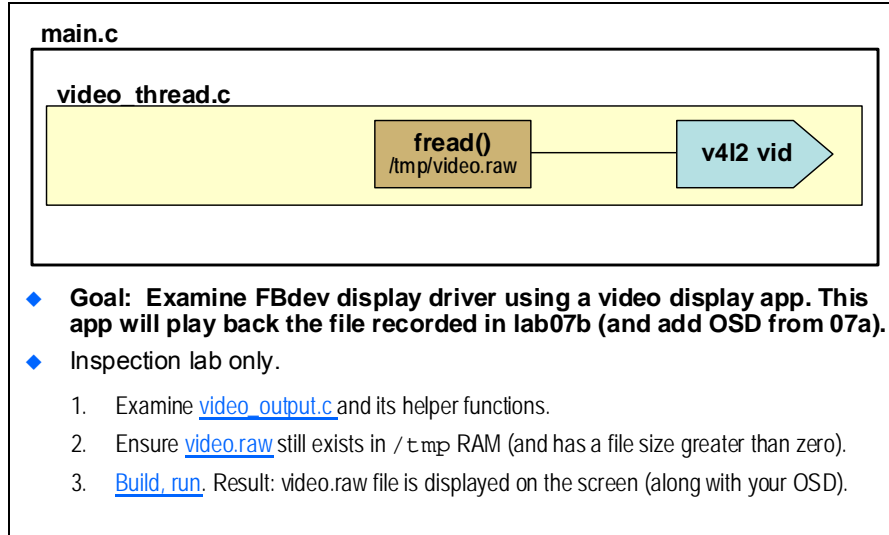 main.c
video_thread.c
fread()
/tmp/video.raw
v4l2 vid
Goal: Examine FBdev display driver using a video display app. This
app will play back the file recorded in lab07b (and add OSD from 07a).
Inspection lab only.
1. Examine video_output.c and its helper functions.
2. Ensure video.raw still exists in /tmp RAM (and has a file size greater than zero).
3. Build, run. Result: video.raw file is displayed on the screen (along with your OSD).